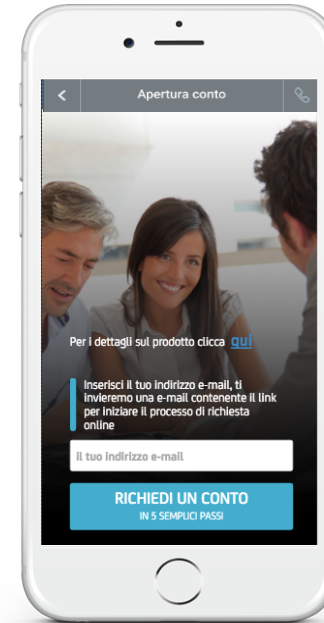 Apertura conto
Per i dettagli sul prodotto clicca qui
Inserisci il tuo indirizzo e-mail, ti
invieremo una e-mail contenente il link
per iniziare il processo di richiesta
online
il tuo indirizzo e-mail
RICHIEDI UN CONTO
IN 5 SEMPLICI PASSI